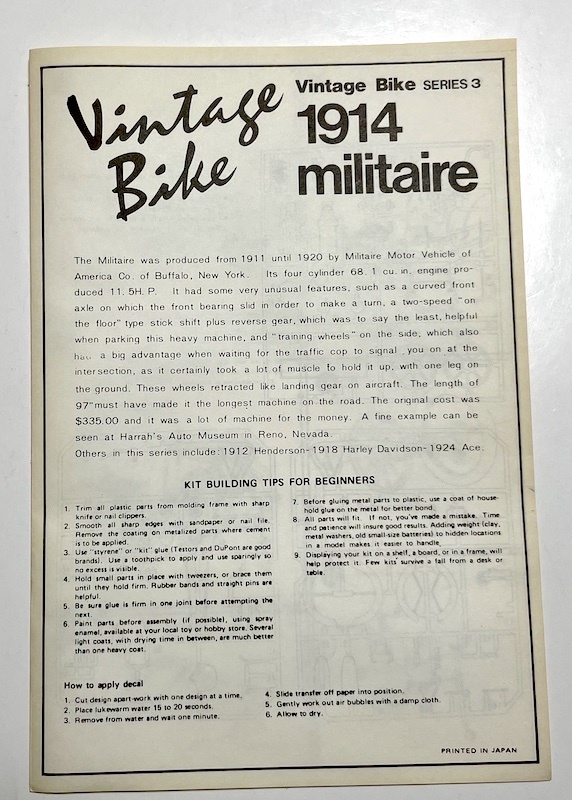 Vintage
Bike
Vintage Bike SERIES 3
1914
militaire
The Militaire was produced from 1911 until 1920 by Militaire Motor Vehicle of
America Co. of Buffalo, New York. Its four cylinder 68. 1 cu. in. engine pro-
duced 11. 5H. P. It had some very unusual features, such as a curved front
axle on which the front bearing slid in order to make a turn, a two-speed "on
the floor" type stick shift plus reverse gear, which was to say the least, helpful
when parking this heavy machine, and "training wheels" on the side, which also
a big advantage when waiting for the traffic cop to signal you on at the
intersection, as it certainly took a lot of muscle to hold it up, with one leg on
the ground. These wheels retracted like landing gear on aircraft. The length of
97"must have made it the longest machine on the road. The original cost was
$335.00 and it was a lot of machine for the money. A fine example can be
seen at Harrah's Auto Museum in Reno, Nevada.
Others in this series include: 1912 Henderson-1918 Harley Davidson-1924 Ace.
KIT BUILDING TIPS FOR BEGINNERS
1. Trim all plastic parts from molding frame with sharp
knife or nail clippers.
2. Smooth all sharp edges with sandpaper or nail file.
Remove the coating on metalized parts where cement
is to be applied.
3. Use "styrene" or "kit" glue (Testors and DuPont are good
brands). Use a toothpick to apply and use sparingly so
no excess is visible.
4. Hold small parts in place with tweezers, or brace them
until they hold firm. Rubber bands and straight pins are
helpful.
5. Be sure glue is firm in one joint before attempting the
next.
6. Paint parts before assembly (if possible), using spray
enamel, available at your local toy or hobby store. Several
light coats, with drying time in between, are much better
than one heavy coat.
7. Before gluing metal parts to plastic, use a coat of house-
hold glue on the metal for better bond.
8. All parts will fit. If not, you've made a mistake. Time
and patience will insure good results. Adding weight (clay,
metal washers, old small-size batteries) to hidden locations
in a model makes it easier to handle.
9. Displaying your kit on a shelf, a board, or in a frame, will
help protect it. Few kits survive a fall from a desk or
table.
How to apply decal
1. Cut design apart-work with one design at a time.
2. Place lukewarm water 15 to 20 seconds.
3. Remove from water and wait one minute.
4. Slide transfer off paper into position.
5. Gently work out air bubbles with a damp cloth.
6. Allow to dry.
PRINTED IN JAPAN